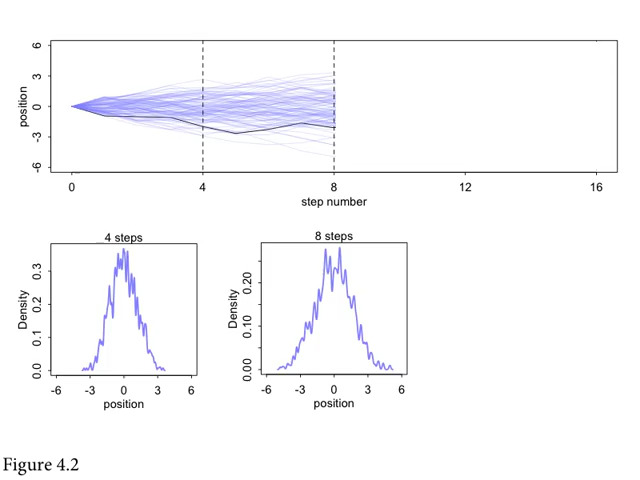 6
3
0
-3
-6
position
0 4 8 12 16
step number
4 steps
0.3
0.2
0.1
0.0
Density
-6 -3 0 3 6
position
8 steps
0.20
0.10
0.00
Density
-6 -3 0 3 6
position
Figure 4.2